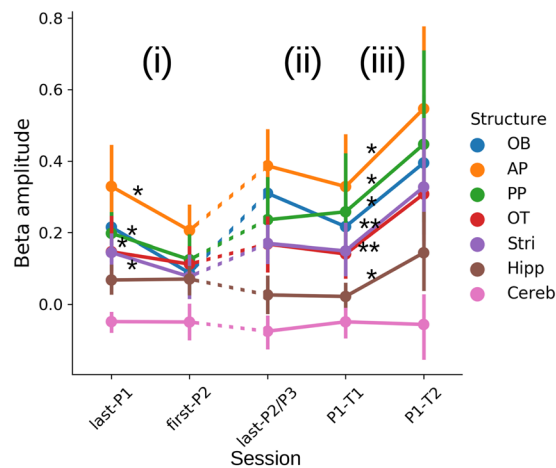 0.8
0.6
0.4
0.2
0.0
Beta amplitude
(i)
(ii)
(iii)
*
*
*
*
*
*
*
**
**
*
last-P1
first-P2
last-P2/P3
P1-T1
P1-T2
Session
Structure
OB
AP
PP
OT
Stri
Hipp
Cereb